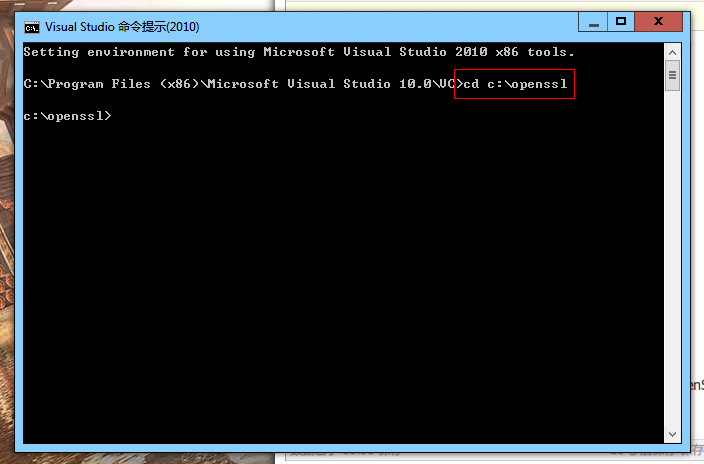 Visual Studio 命令提示(2010)
Setting environment for using Microsoft Visual Studio 2010 x86 tools.
C:\Program Files (x86)\Microsoft Visual Studio 10.0\VC>cd c:\openssl
c:\openssl>